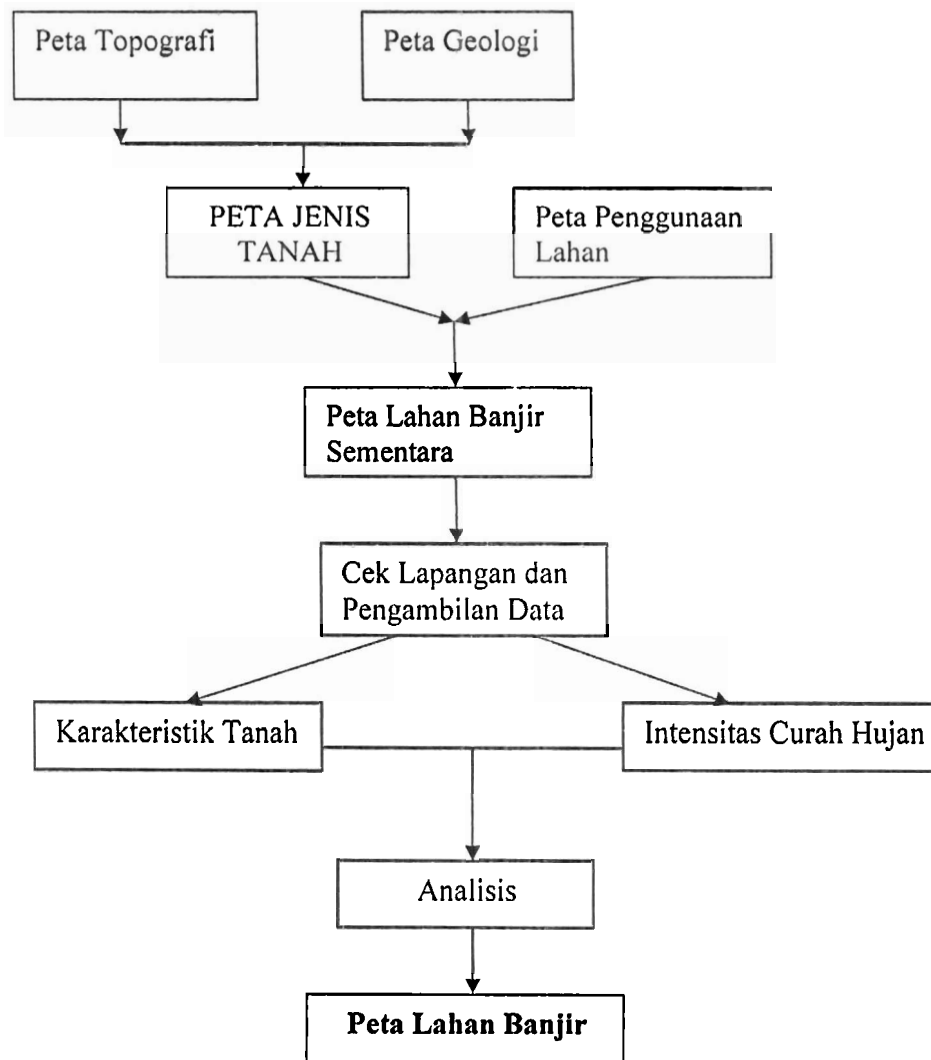 Peta Topografi
Peta Geologi
PETA JENIS
TANAH
Peta Penggunaan
Lahan
Peta Lahan Banjir
Sementara
Cek Lapangan dan
Pengambilan Data
Karakteristik Tanah
Intensitas Curah Hujan
Analisis
Peta Lahan Banjir